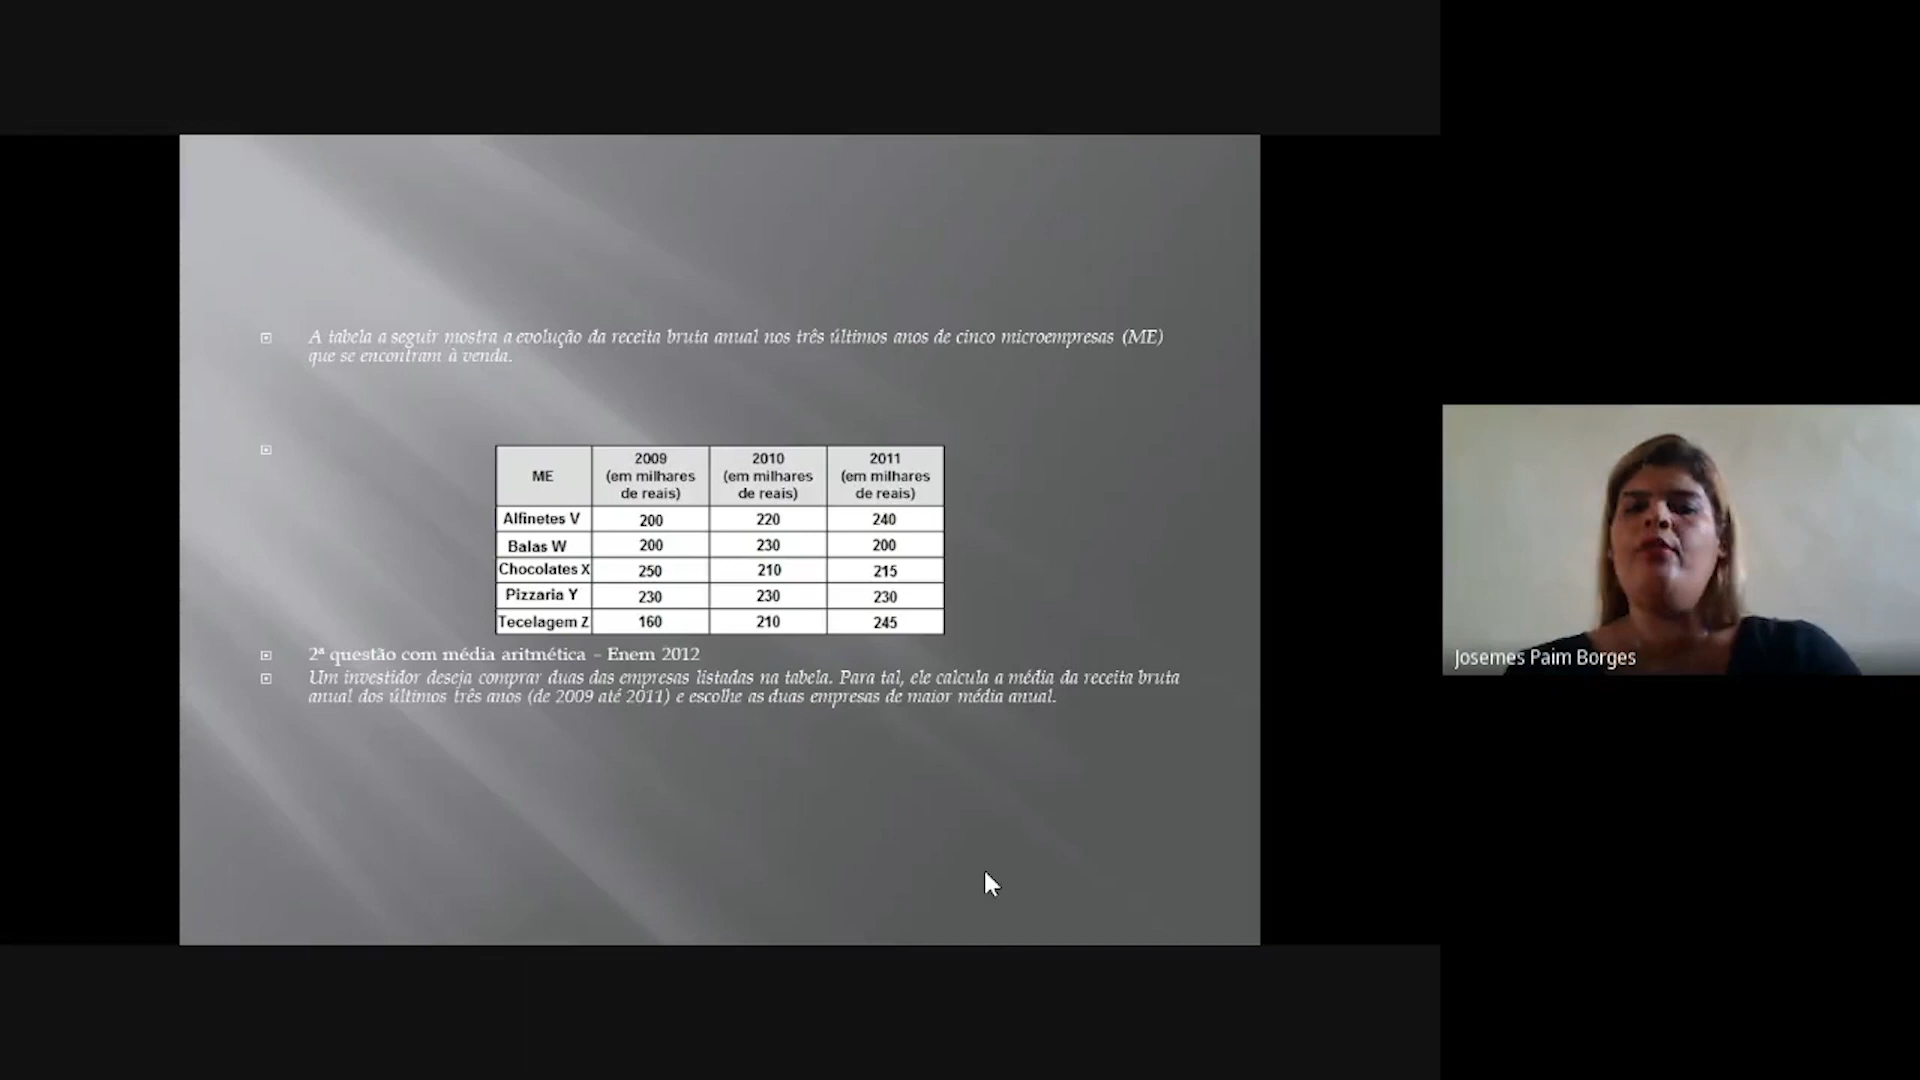 A tabela a seguir mostra a evolução da receita bruta anual nos três últimos anos de cinco microempresas (ME)
que se encontram à venda.
ME 2009 (em milhares de reais) 2010 (em milhares de reais) 2011 (em milhares de reais)
Alfinetes V 200 220 240
Balas W 200 230 200
Chocolates X 250 210 215
Pizzaria Y 230 230 230
Tecelagem Z 160 210 245
2ª questão com média aritmética – Enem 2012
Um investidor deseja comprar duas das empresas listadas na tabela. Para tal, ele calcula a média da receita bruta
anual dos últimos três anos (de 2009 até 2011) e escolhe as duas empresas de maior média anual.
Josemes Paim Borges